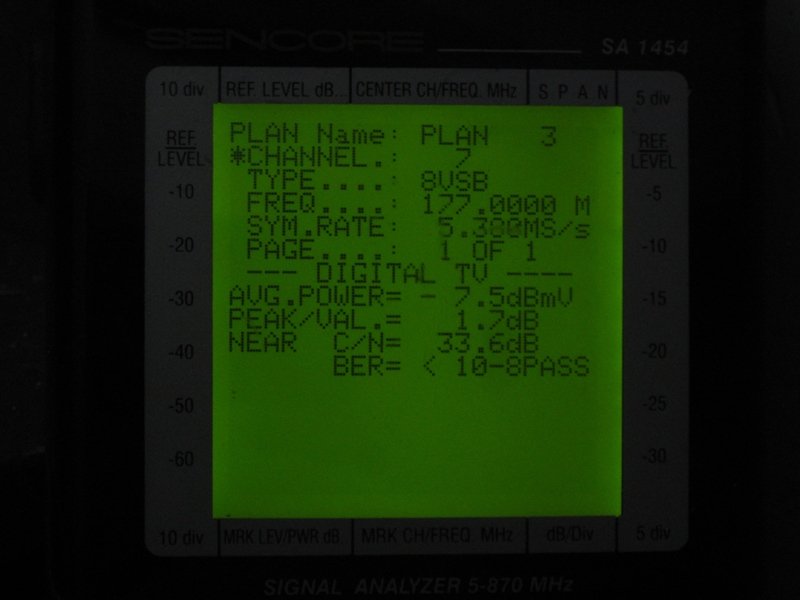 SENCORE SA 1454
10 div REF. LEVEL dB... CENTER CH/FREQ. MHz S P A N 5 div
REF. LEVEL
-10
-20
-30
-40
-50
-60
PLAN Name: PLAN 3
*CHANNEL.: 7
TYPE....: 8VSB
FREQ....: 177.0000 M
SYM.RATE: 5.380MS/s
PAGE....: 1 OF 1
--- DIGITAL TV ----
AVG.POWER= - 7.5dBmV
PEAK/VAL.= 1.7dB
NEAR C/N= 33.6dB
BER= < 10-8PASS
REF. LEVEL
-5
-10
-15
-20
-25
-30
10 div MRK LEV/PWR dB. MRK CH/FREQ. MHz dB/Div 5 div
SIGNAL ANALYZER 5-870 MHz